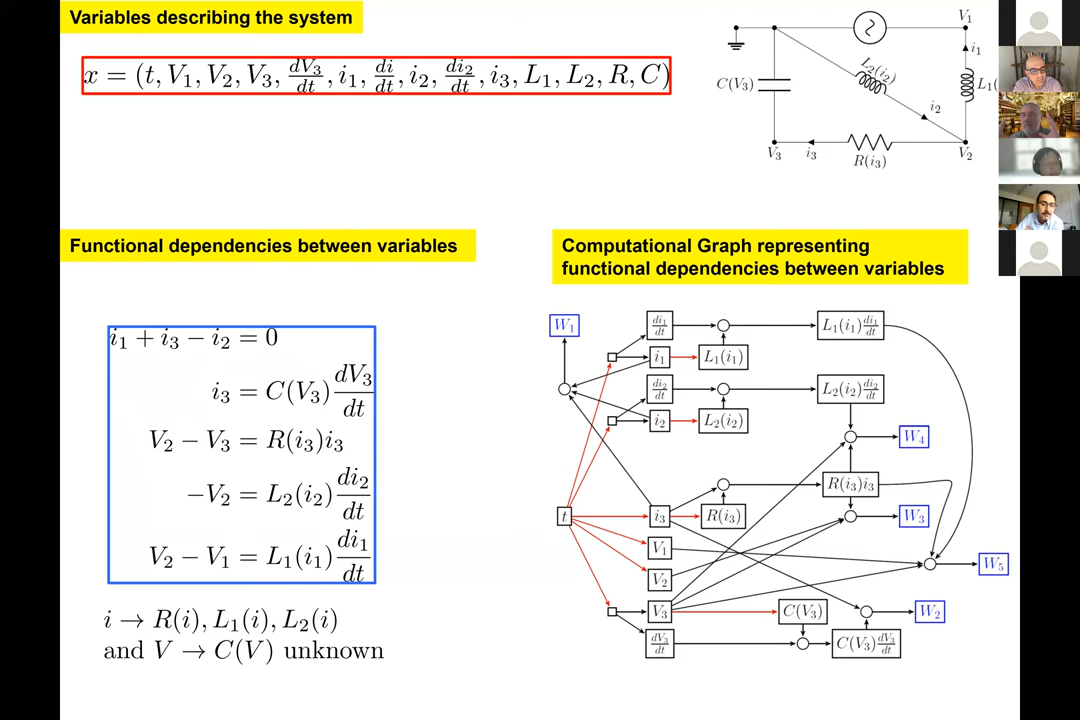 Variables describing the system
x = (t, V₁, V₂, V₃, dV₃/dt, i₁, di/dt, i₂, di₂/dt, i₃, L₁, L₂, R, C)
V₁
i₁
L₂(i₂)
C(V₃)
L₁(
i₂
V₃
i₃
R(i₃)
V₂
Functional dependencies between variables
i₁ + i₃ − i₂ = 0
i₃ = C(V₃) dV₃/dt
V₂ − V₃ = R(i₃)i₃
−V₂ = L₂(i₂) di₂/dt
V₂ − V₁ = L₁(i₁) di₁/dt
i → R(i), L₁(i), L₂(i)
and V → C(V) unknown
Computational Graph representing
functional dependencies between variables
W₁
di₁/dt
L₁(i₁) di₁/dt
i₁
L₁(i₁)
di₂/dt
L₂(i₂) di₂/dt
i₂
L₂(i₂)
W₄
R(i₃)i₃
t
i₃
R(i₃)
W₃
V₁
W₅
V₂
V₃
C(V₃)
W₂
dV₃/dt
C(V₃) dV₃/dt